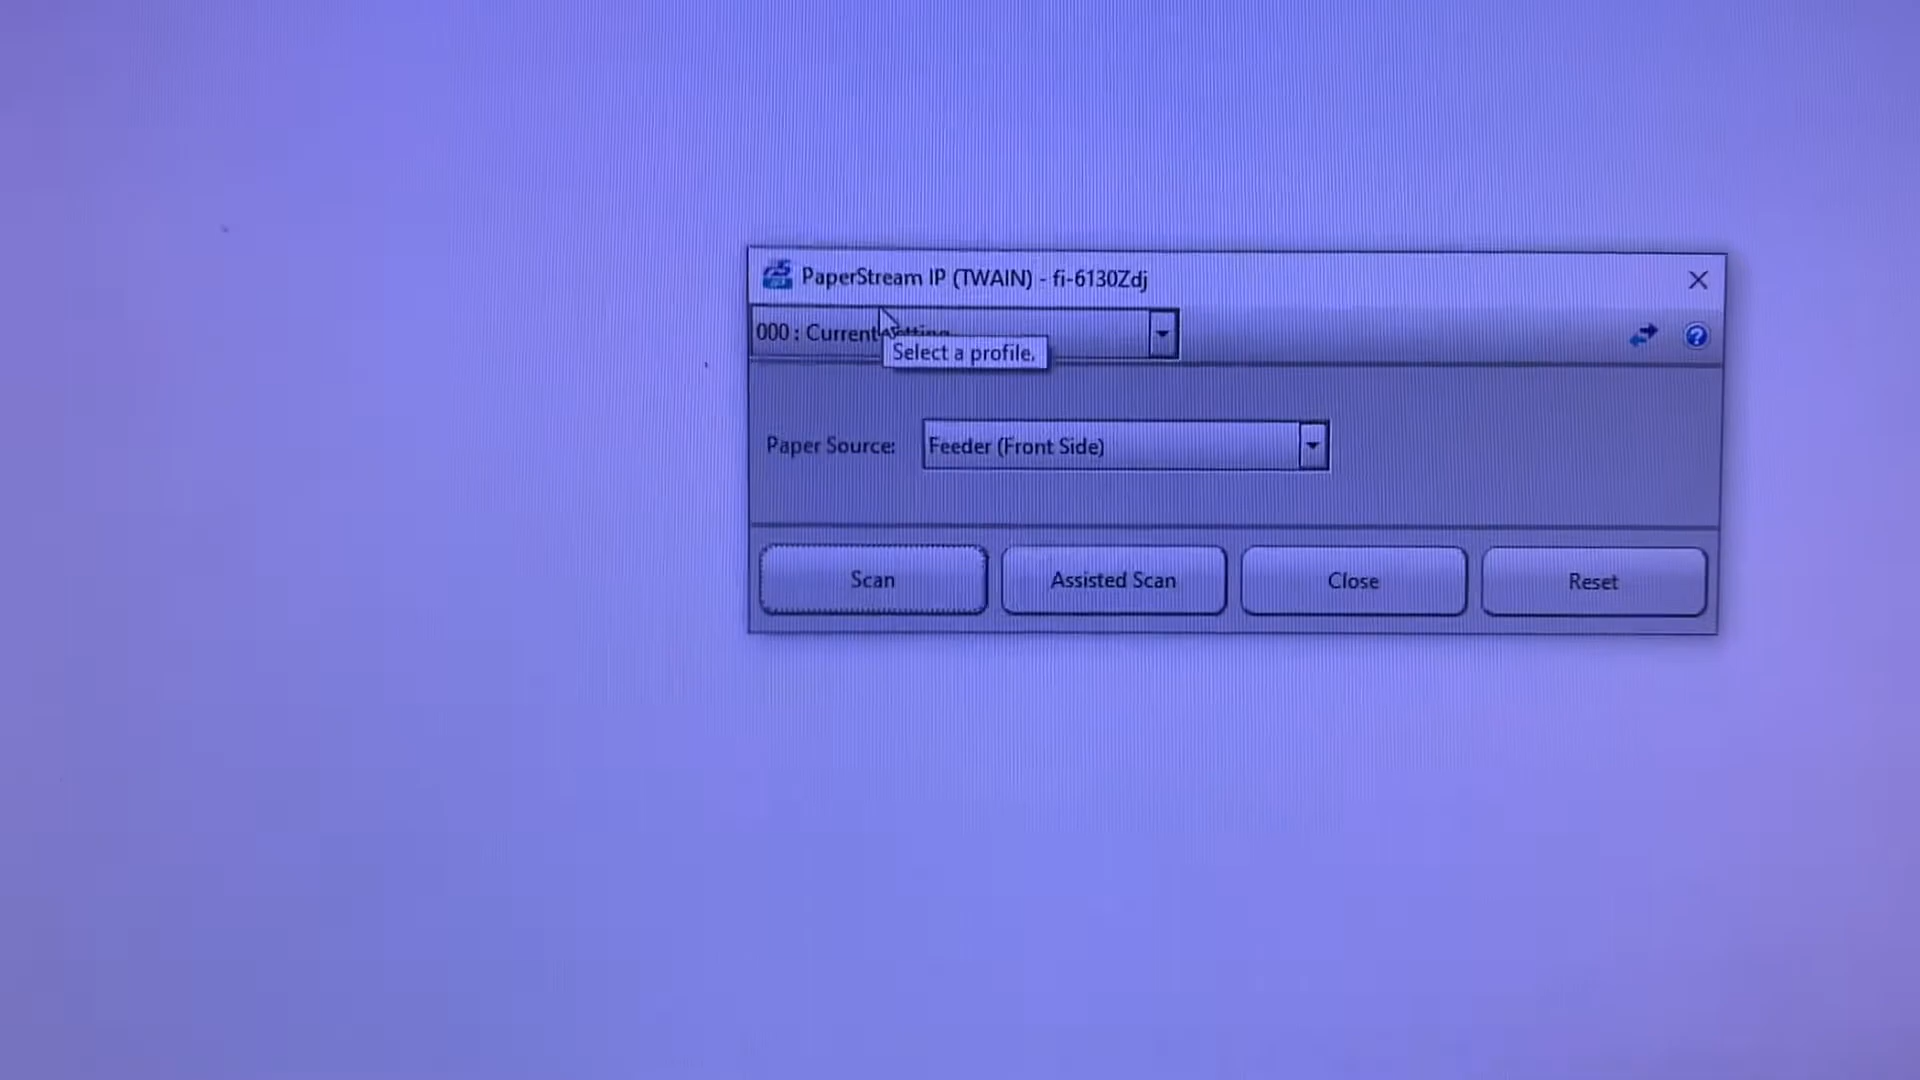 PaperStream IP (TWAIN) - fi-6130Zdj
000 : Current
Select a profile.
Paper Source: Feeder (Front Side)
Scan Assisted Scan Close Reset